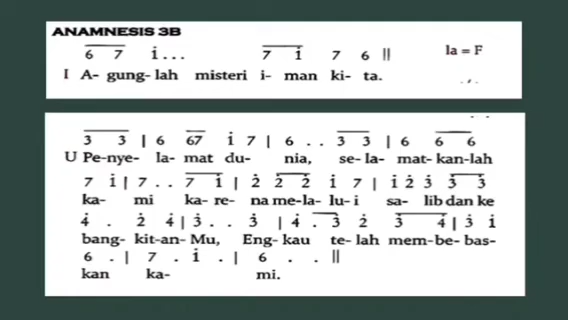 ANAMNESIS 3B
6 7 i... 7 i 7 6 || la = F
I A- gung- lah misteri i- man ki- ta.
3 3 | 6 67 i 7 | 6 . . 3 3 | 6 6 6
U Pe-nye- la- mat du- nia, se- la- mat- kan-lah
7 i | 7 . . 7 i | 2̇ 2̇ 2̇ i 7 | i 2̇ 3̇ 3̇ 3̇
ka- mi ka- re- na me-la- lu- i sa- lib dan ke
4̇ . 2̇ 4̇ | 3̇ . . 3̇ | 4̇ . 3̇ 2̇ 3̇ 4̇ | 3̇ i
bang- kit-an- Mu, Eng- kau te- lah mem-be- bas-
6 . | 7 . i . | 6 . . ||
kan ka- mi.